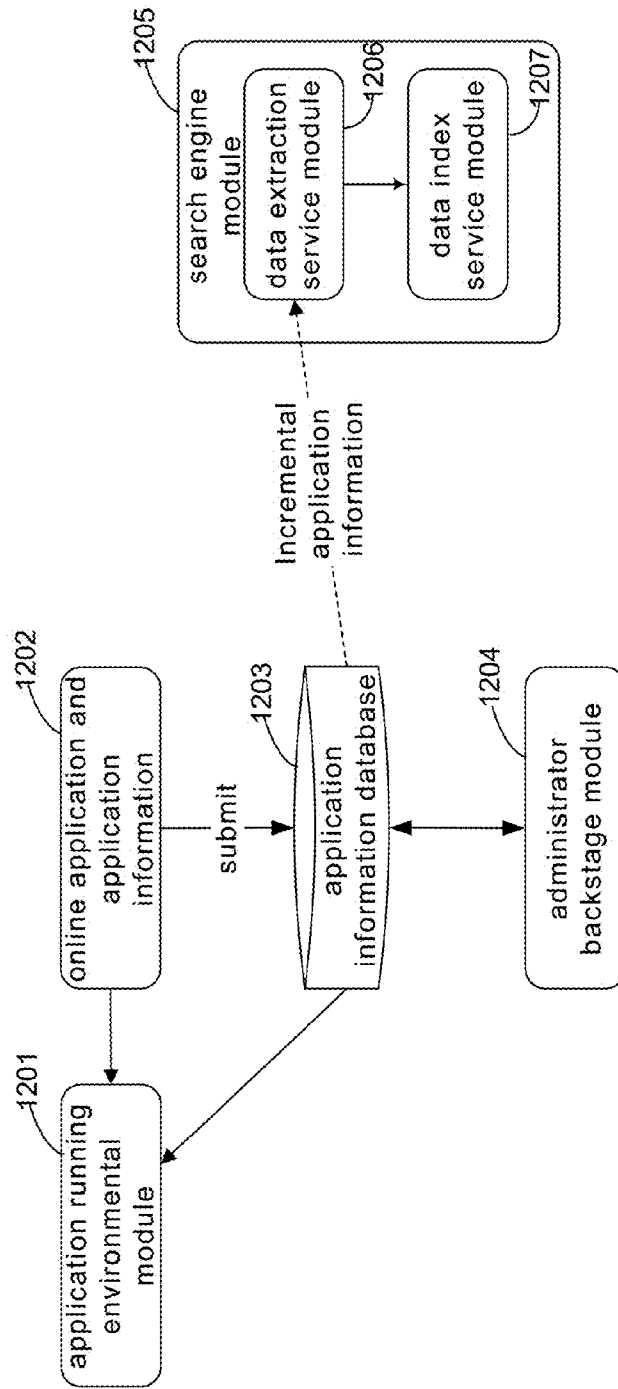 1201
application running
environmental
module
1202
online application and
application
information
submit
1203
application
information database
1204
administrator
backstage module
Incremental
application
information
1205
search engine
module
data extraction
service module
1206
data index
service module
1207